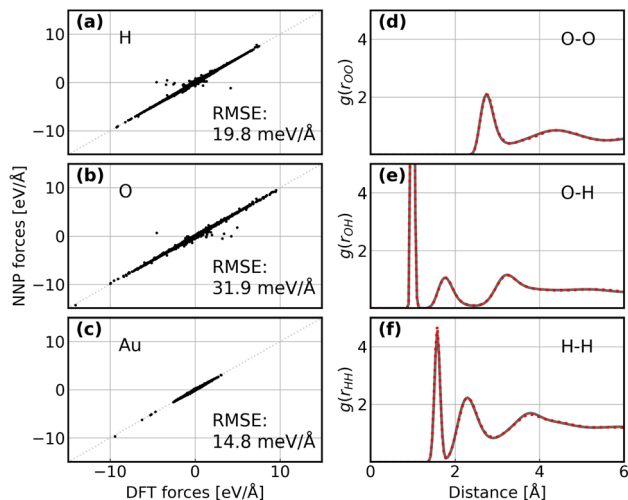 (a)
H
10
0
−10
RMSE:
19.8 meV/Å
(b)
O
10
0
−10
RMSE:
31.9 meV/Å
NNP forces [eV/Å]
(c)
Au
10
0
−10
RMSE:
14.8 meV/Å
−10 0 10
DFT forces [eV/Å]
(d)
O-O
4
2
g(rOO)
(e)
O-H
4
2
g(rOH)
(f)
H-H
4
2
g(rHH)
0 2 4 6
Distance [Å]